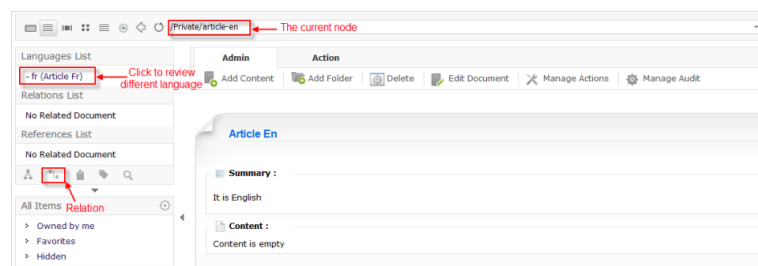 /Private/article-en
The current node
Languages List
- fr (Article Fr)
Click to review
different language
Relations List
No Related Document
References List
No Related Document
Relation
All Items
Owned by me
Favorites
Hidden
Admin
Action
Add Content
Add Folder
Delete
Edit Document
Manage Actions
Manage Audit
Article En
Summary :
It is English
Content :
Content is empty